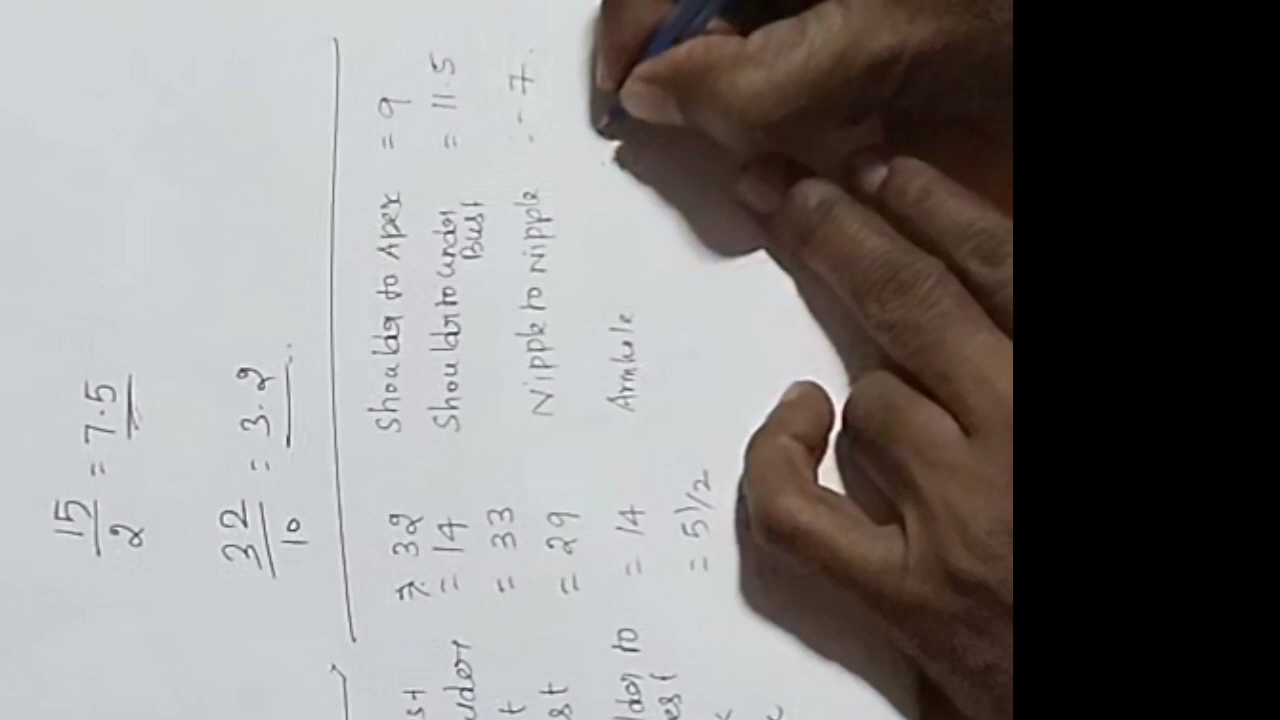 15/2 = 7.5
32/10 = 3.2
32 Shoulder to Apex = 9
= 14 Shoulder to under Bust = 11.5
= 33 Nipple to Nipple :- 7.
= 29
to = 14 Armhole
= 5 1/2